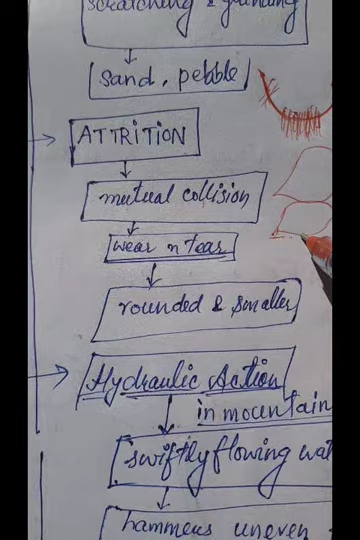 scratching & grinding
sand, pebble
ATTRITION
mutual collision
wear n tear
rounded & smaller
Hydraulic Action
in mountain
swiftly flowing wat
hammers uneven